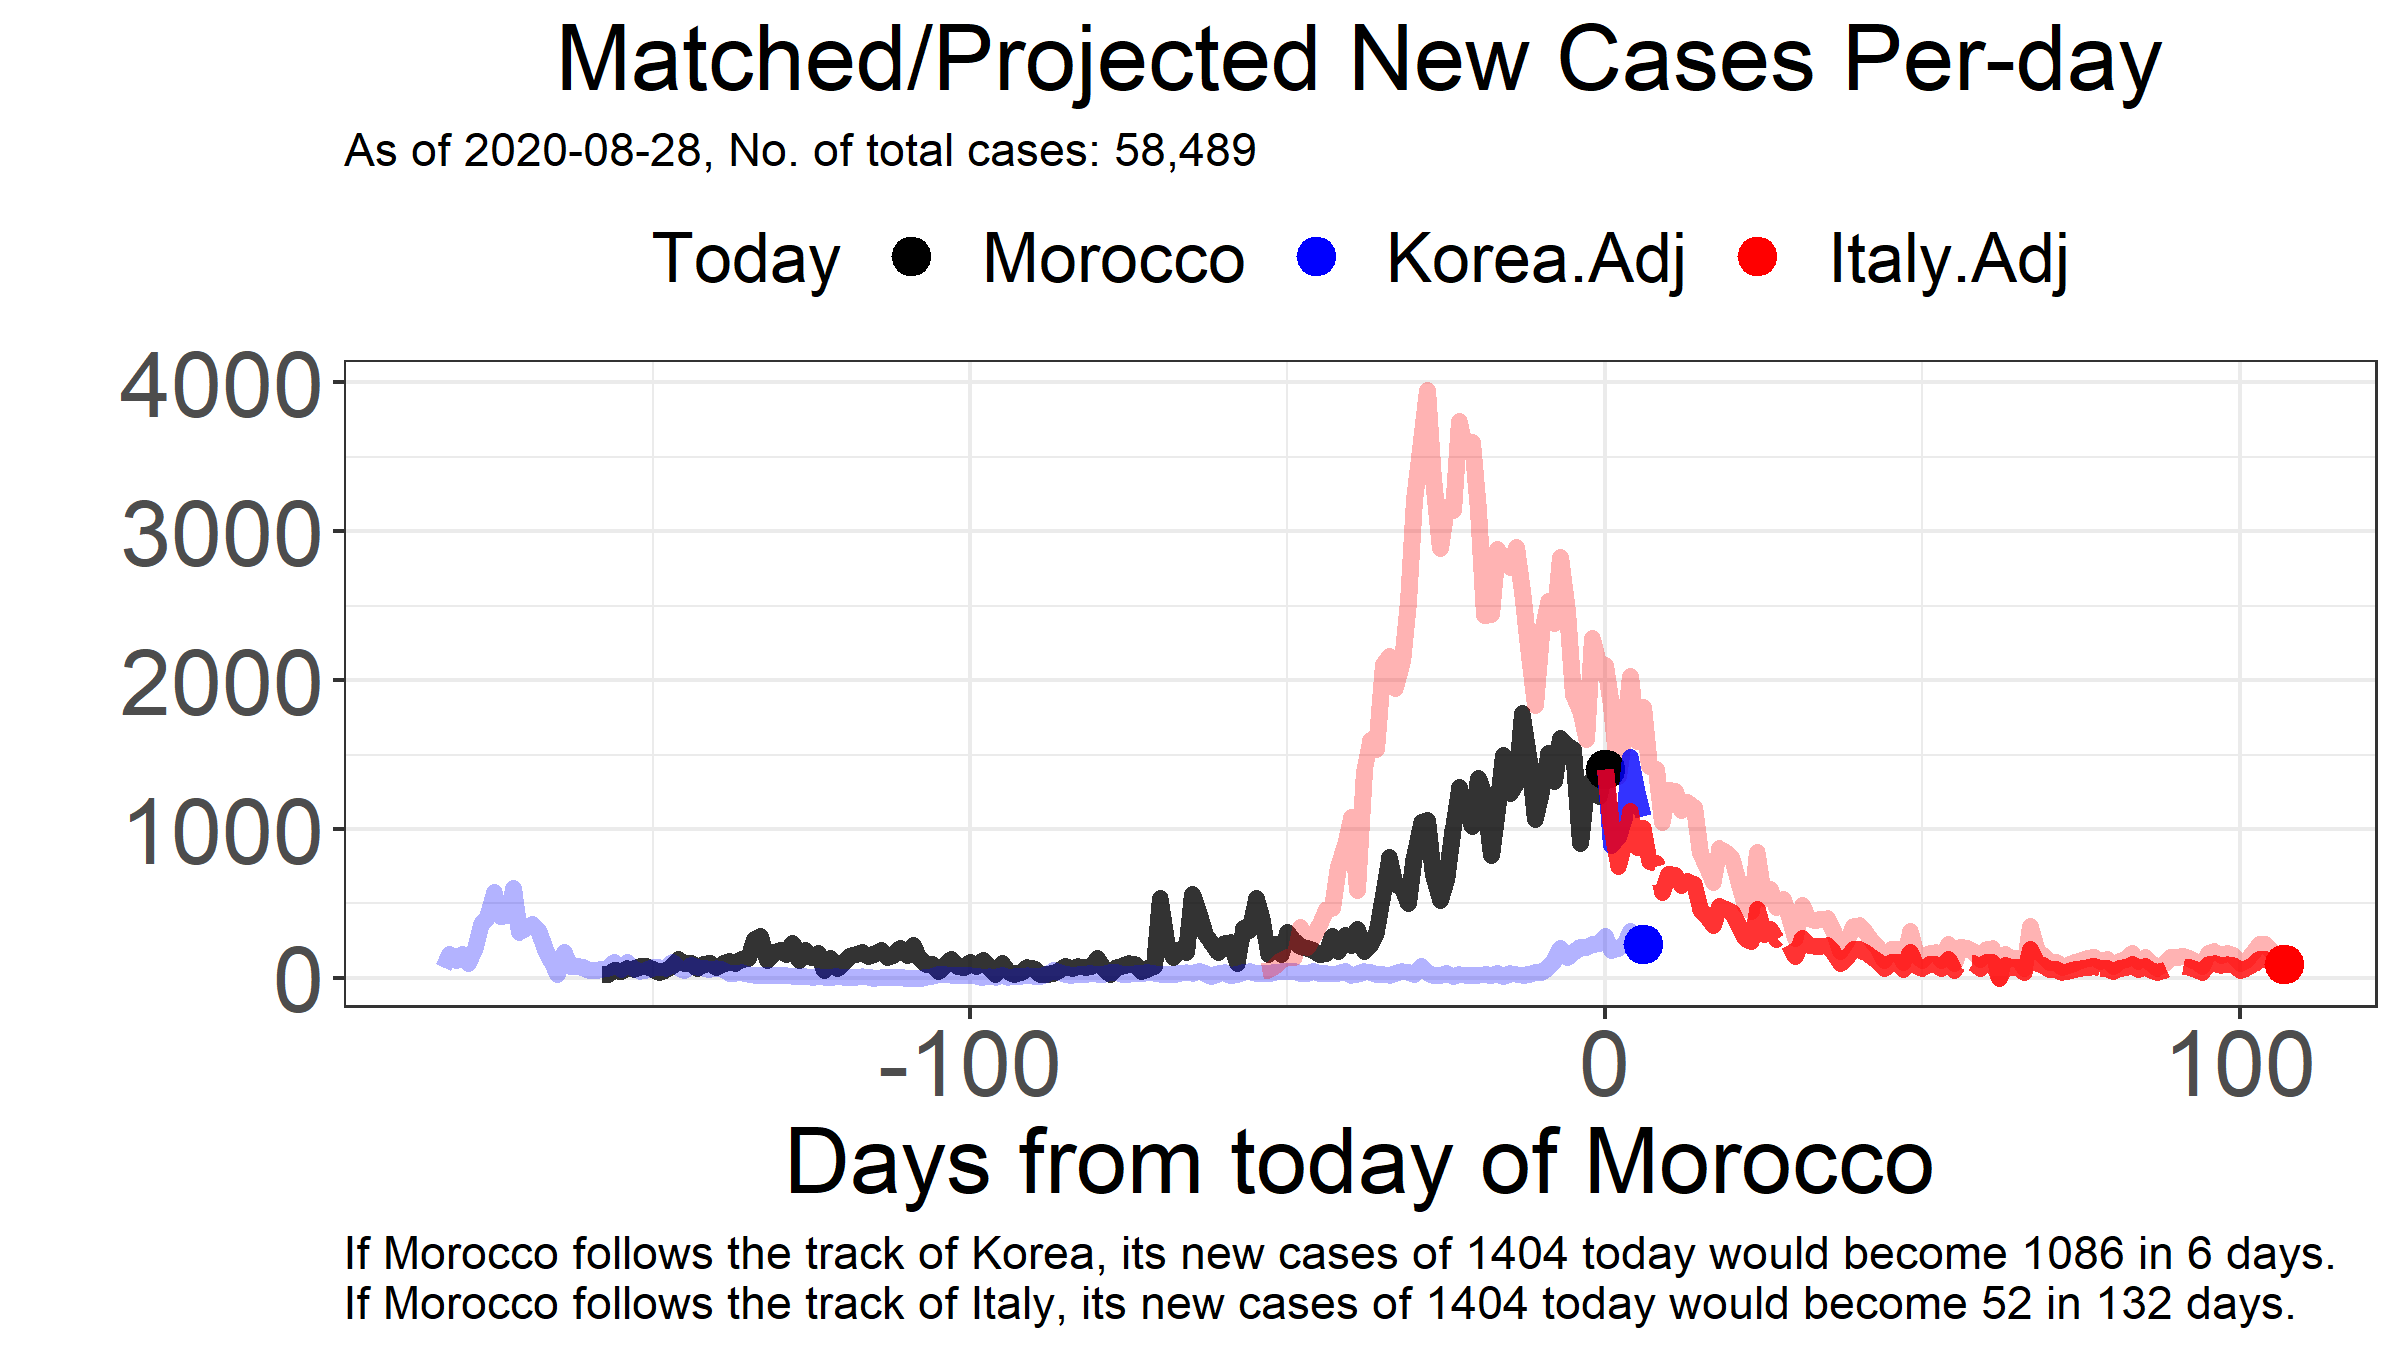 Matched/Projected New Cases Per-day
As of 2020-08-28, No. of total cases: 58,489
Today Morocco Korea.Adj Italy.Adj
4000
3000
2000
1000
0
-100 0 100
Days from today of Morocco
If Morocco follows the track of Korea, its new cases of 1404 today would become 1086 in 6 days.
If Morocco follows the track of Italy, its new cases of 1404 today would become 52 in 132 days.